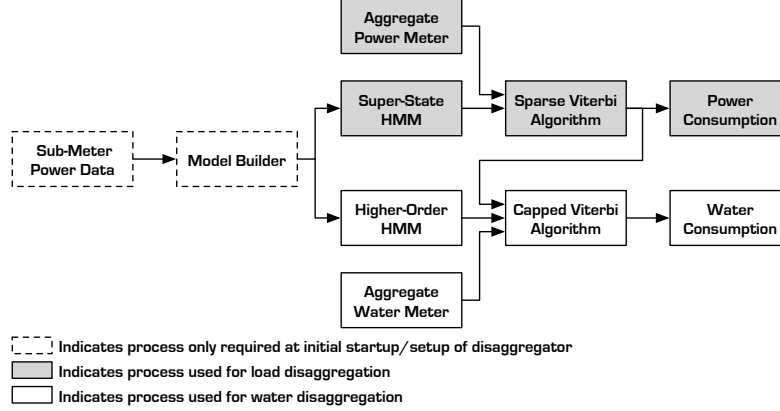 Aggregate
Power Meter
Super-State
HMM
Sparse Viterbi
Algorithm
Power
Consumption
Sub-Meter
Power Data
Model Builder
Higher-Order
HMM
Capped Viterbi
Algorithm
Water
Consumption
Aggregate
Water Meter
Indicates process only required at initial startup/setup of disaggregator
Indicates process used for load disaggregation
Indicates process used for water disaggregation